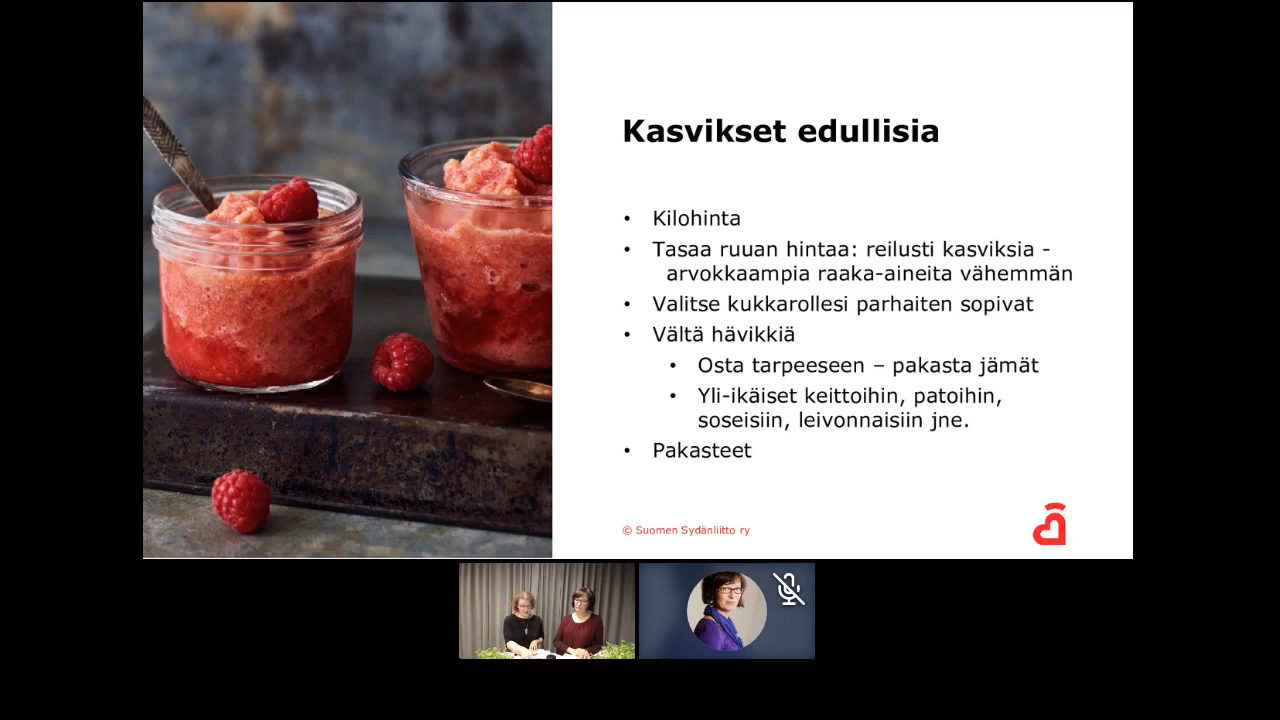 Kasvikset edullisia
• Kilohinta
• Tasaa ruuan hintaa: reilusti kasviksia -
arvokkaampia raaka-aineita vähemmän
• Valitse kukkarollesi parhaiten sopivat
• Vältä hävikkiä
• Osta tarpeeseen – pakasta jämät
• Yli-ikäiset keittoihin, patoihin,
soseisiin, leivonnaisiin jne.
• Pakasteet
© Suomen Sydänliitto ry